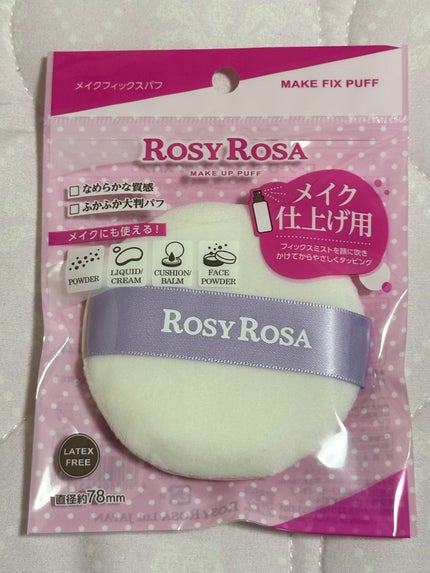 メイクフィックスパフ
MAKE FIX PUFF
ROSY ROSA
MAKE UP PUFF
なめらかな質感
ふかふか大判パフ
メイク
仕上げ用
フィックスミストを顔に吹き
かけてからやさしくタッピング
メイクにも使える!
POWDER
LIQUID/
CREAM
CUSHION/
BALM
FACE
POWDER
ROSY ROSA
LATEX
FREE
直径約78mm